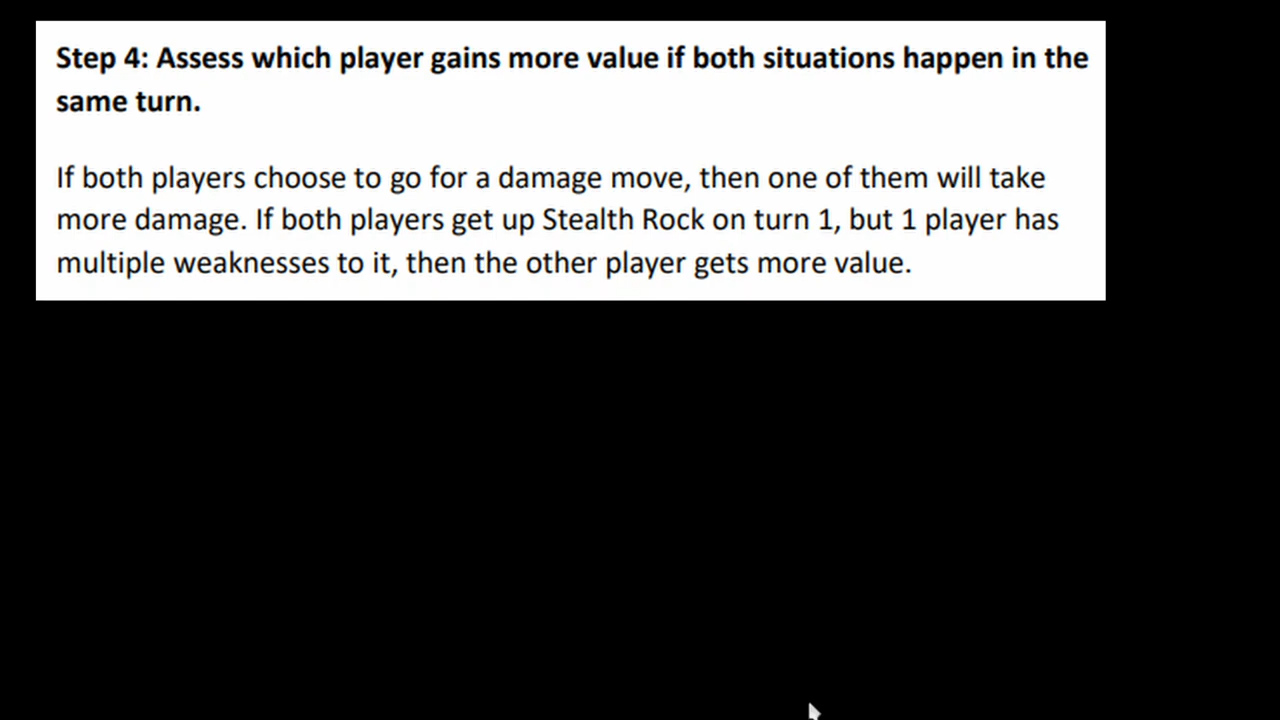 Step 4: Assess which player gains more value if both situations happen in the
same turn.
If both players choose to go for a damage move, then one of them will take
more damage. If both players get up Stealth Rock on turn 1, but 1 player has
multiple weaknesses to it, then the other player gets more value.